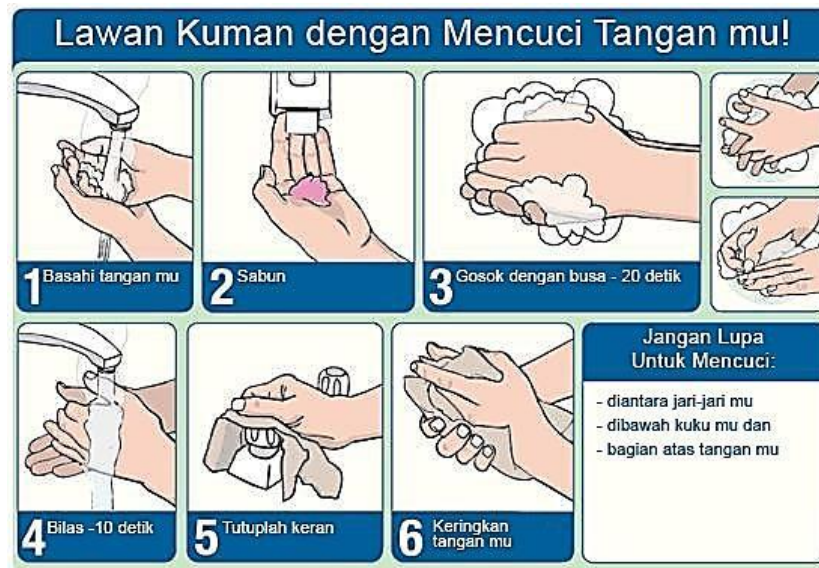 Lawan Kuman dengan Mencuci Tangan mu!
1 Basahi tangan mu
2 Sabun
3 Gosok dengan busa - 20 detik
4 Bilas -10 detik
5 Tutuplah keran
6 Keringkan
tangan mu
Jangan Lupa
Untuk Mencuci:
- diantara jari-jari mu
- dibawah kuku mu dan
- bagian atas tangan mu